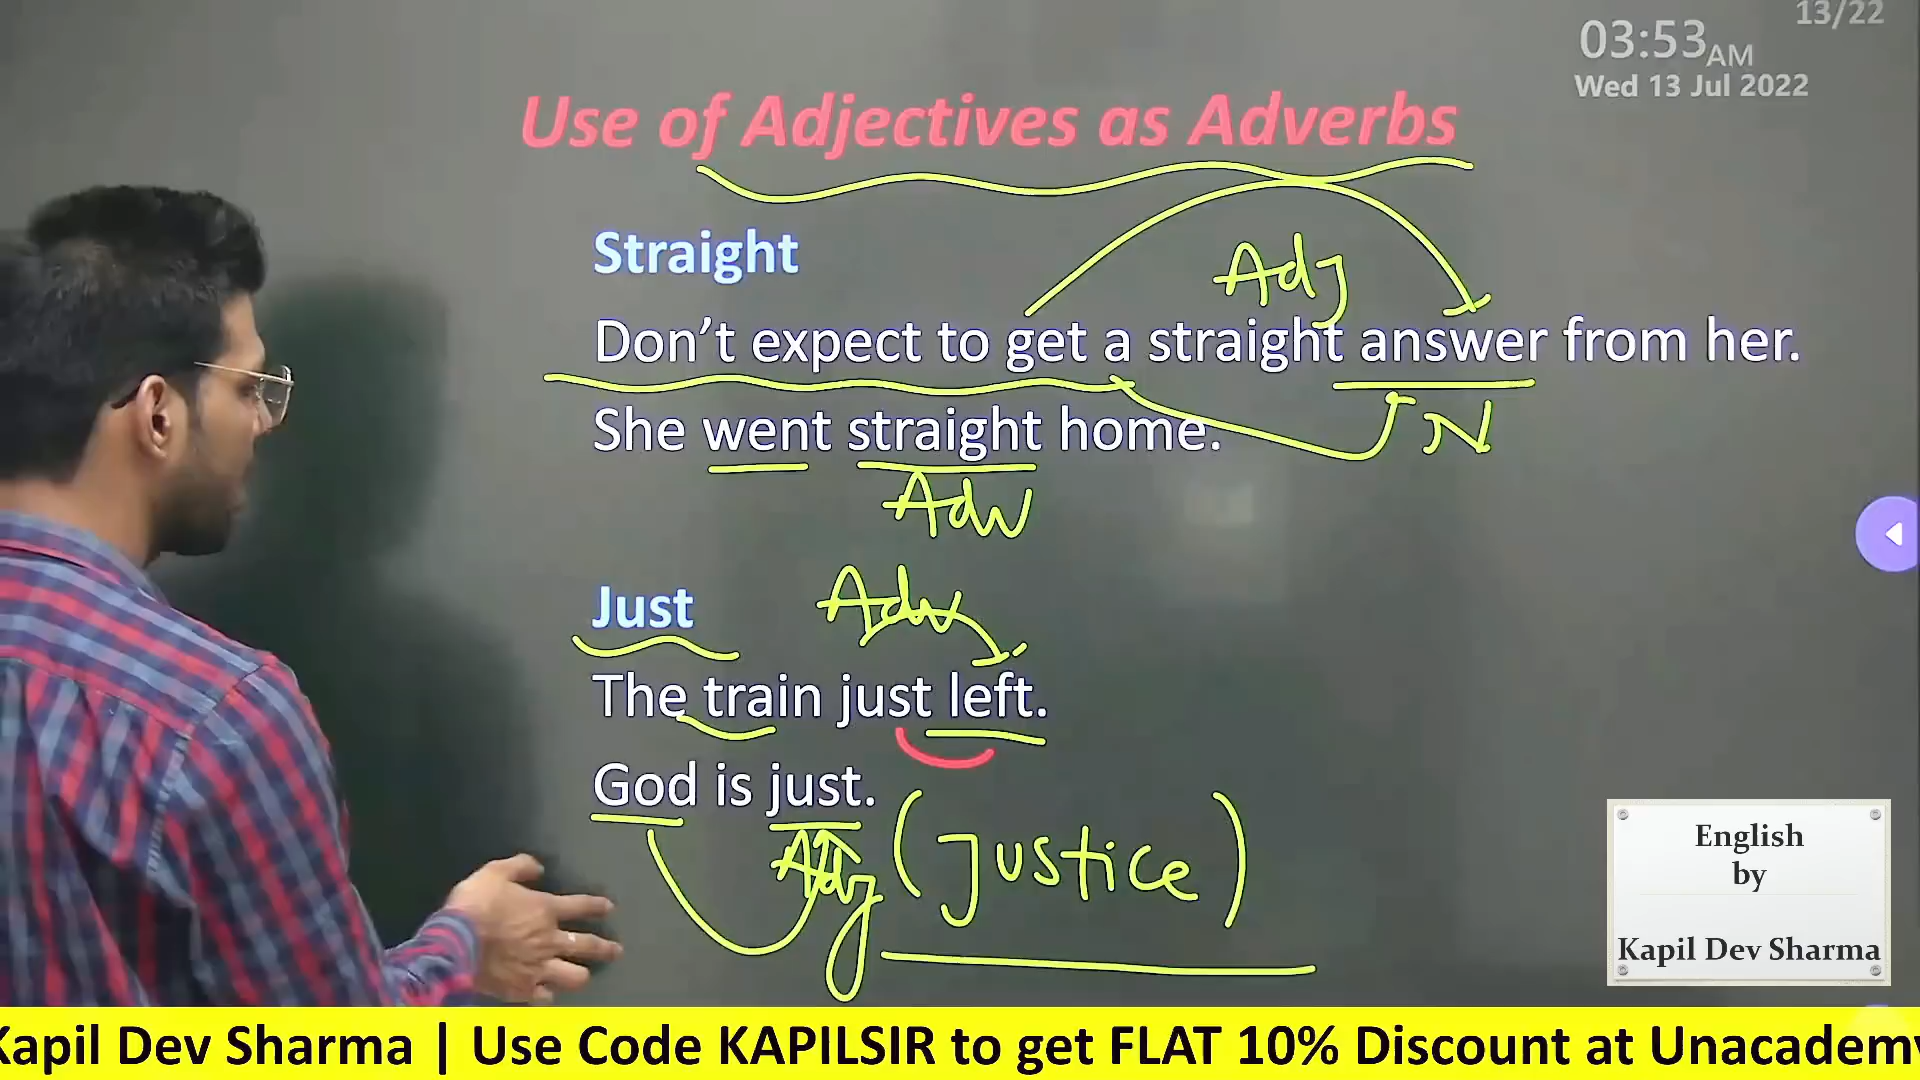 13/22
03:53AM
Wed 13 Jul 2022
Use of Adjectives as Adverbs
Straight
Adj
Don't expect to get a straight answer from her.
N
She went straight home.
Adv
Adv
Just
The train just left.
God is just.
Adj (Justice)
English
by
Kapil Dev Sharma
Kapil Dev Sharma | Use Code KAPILSIR to get FLAT 10% Discount at Unacademy